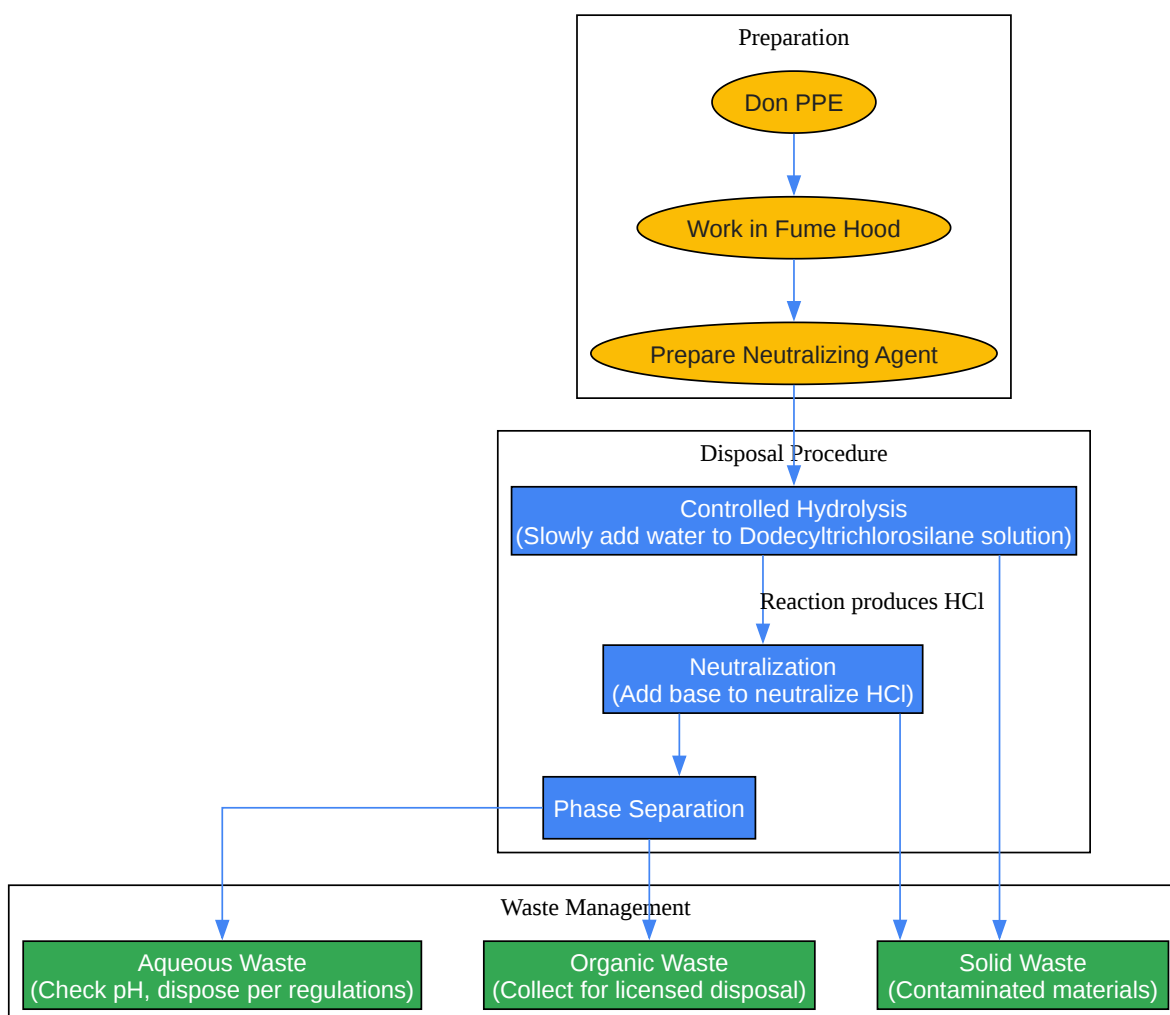 Preparation
Don PPE
Work in Fume Hood
Prepare Neutralizing Agent
Disposal Procedure
Controlled Hydrolysis
(Slowly add water to Dodecyltrichlorosilane solution)
Reaction produces HCl
Neutralization
(Add base to neutralize HCl)
Phase Separation
Waste Management
Aqueous Waste
(Check pH, dispose per regulations)
Organic Waste
(Collect for licensed disposal)
Solid Waste
(Contaminated materials)